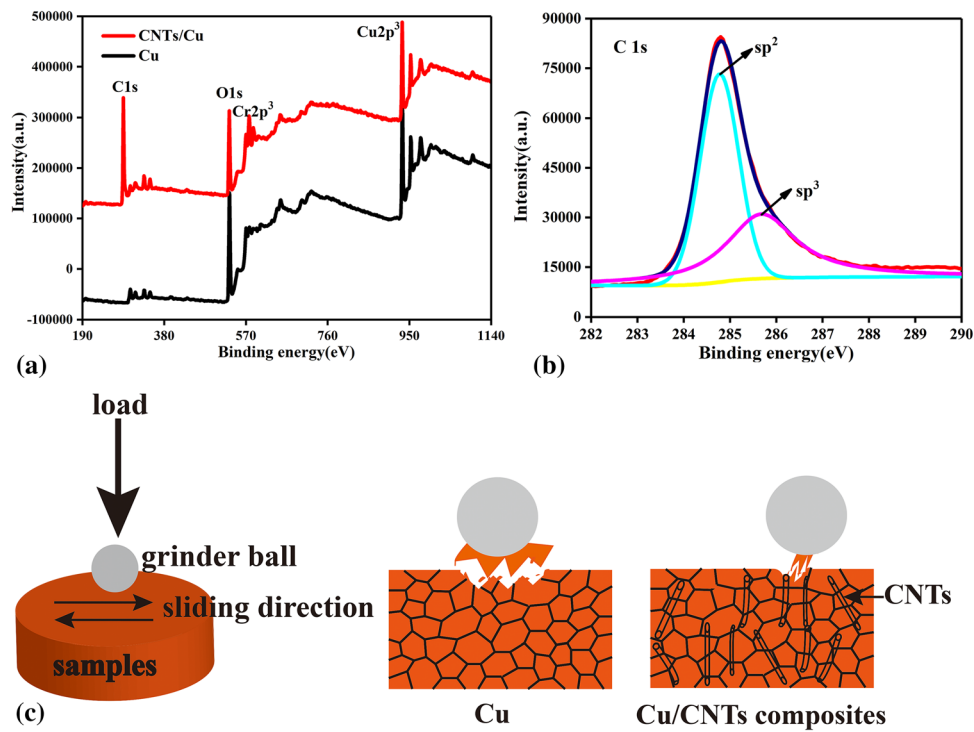 500000
400000
300000
200000
100000
0
-100000
Intensity(a.u.)
CNTs/Cu
Cu
C1s
O1s
Cr2p³
Cu2p³
190
540
760
950
1140
Binding energy(eV)
(a)
90000
75000
60000
45000
30000
15000
0
Intensity(a.u.)
C 1s
sp²
sp³
282
283
284
285
286
287
288
289
290
Binding energy(eV)
(b)
load
grinder ball
sliding direction
samples
(c)
Cu
CNTs
Cu/CNTs composites